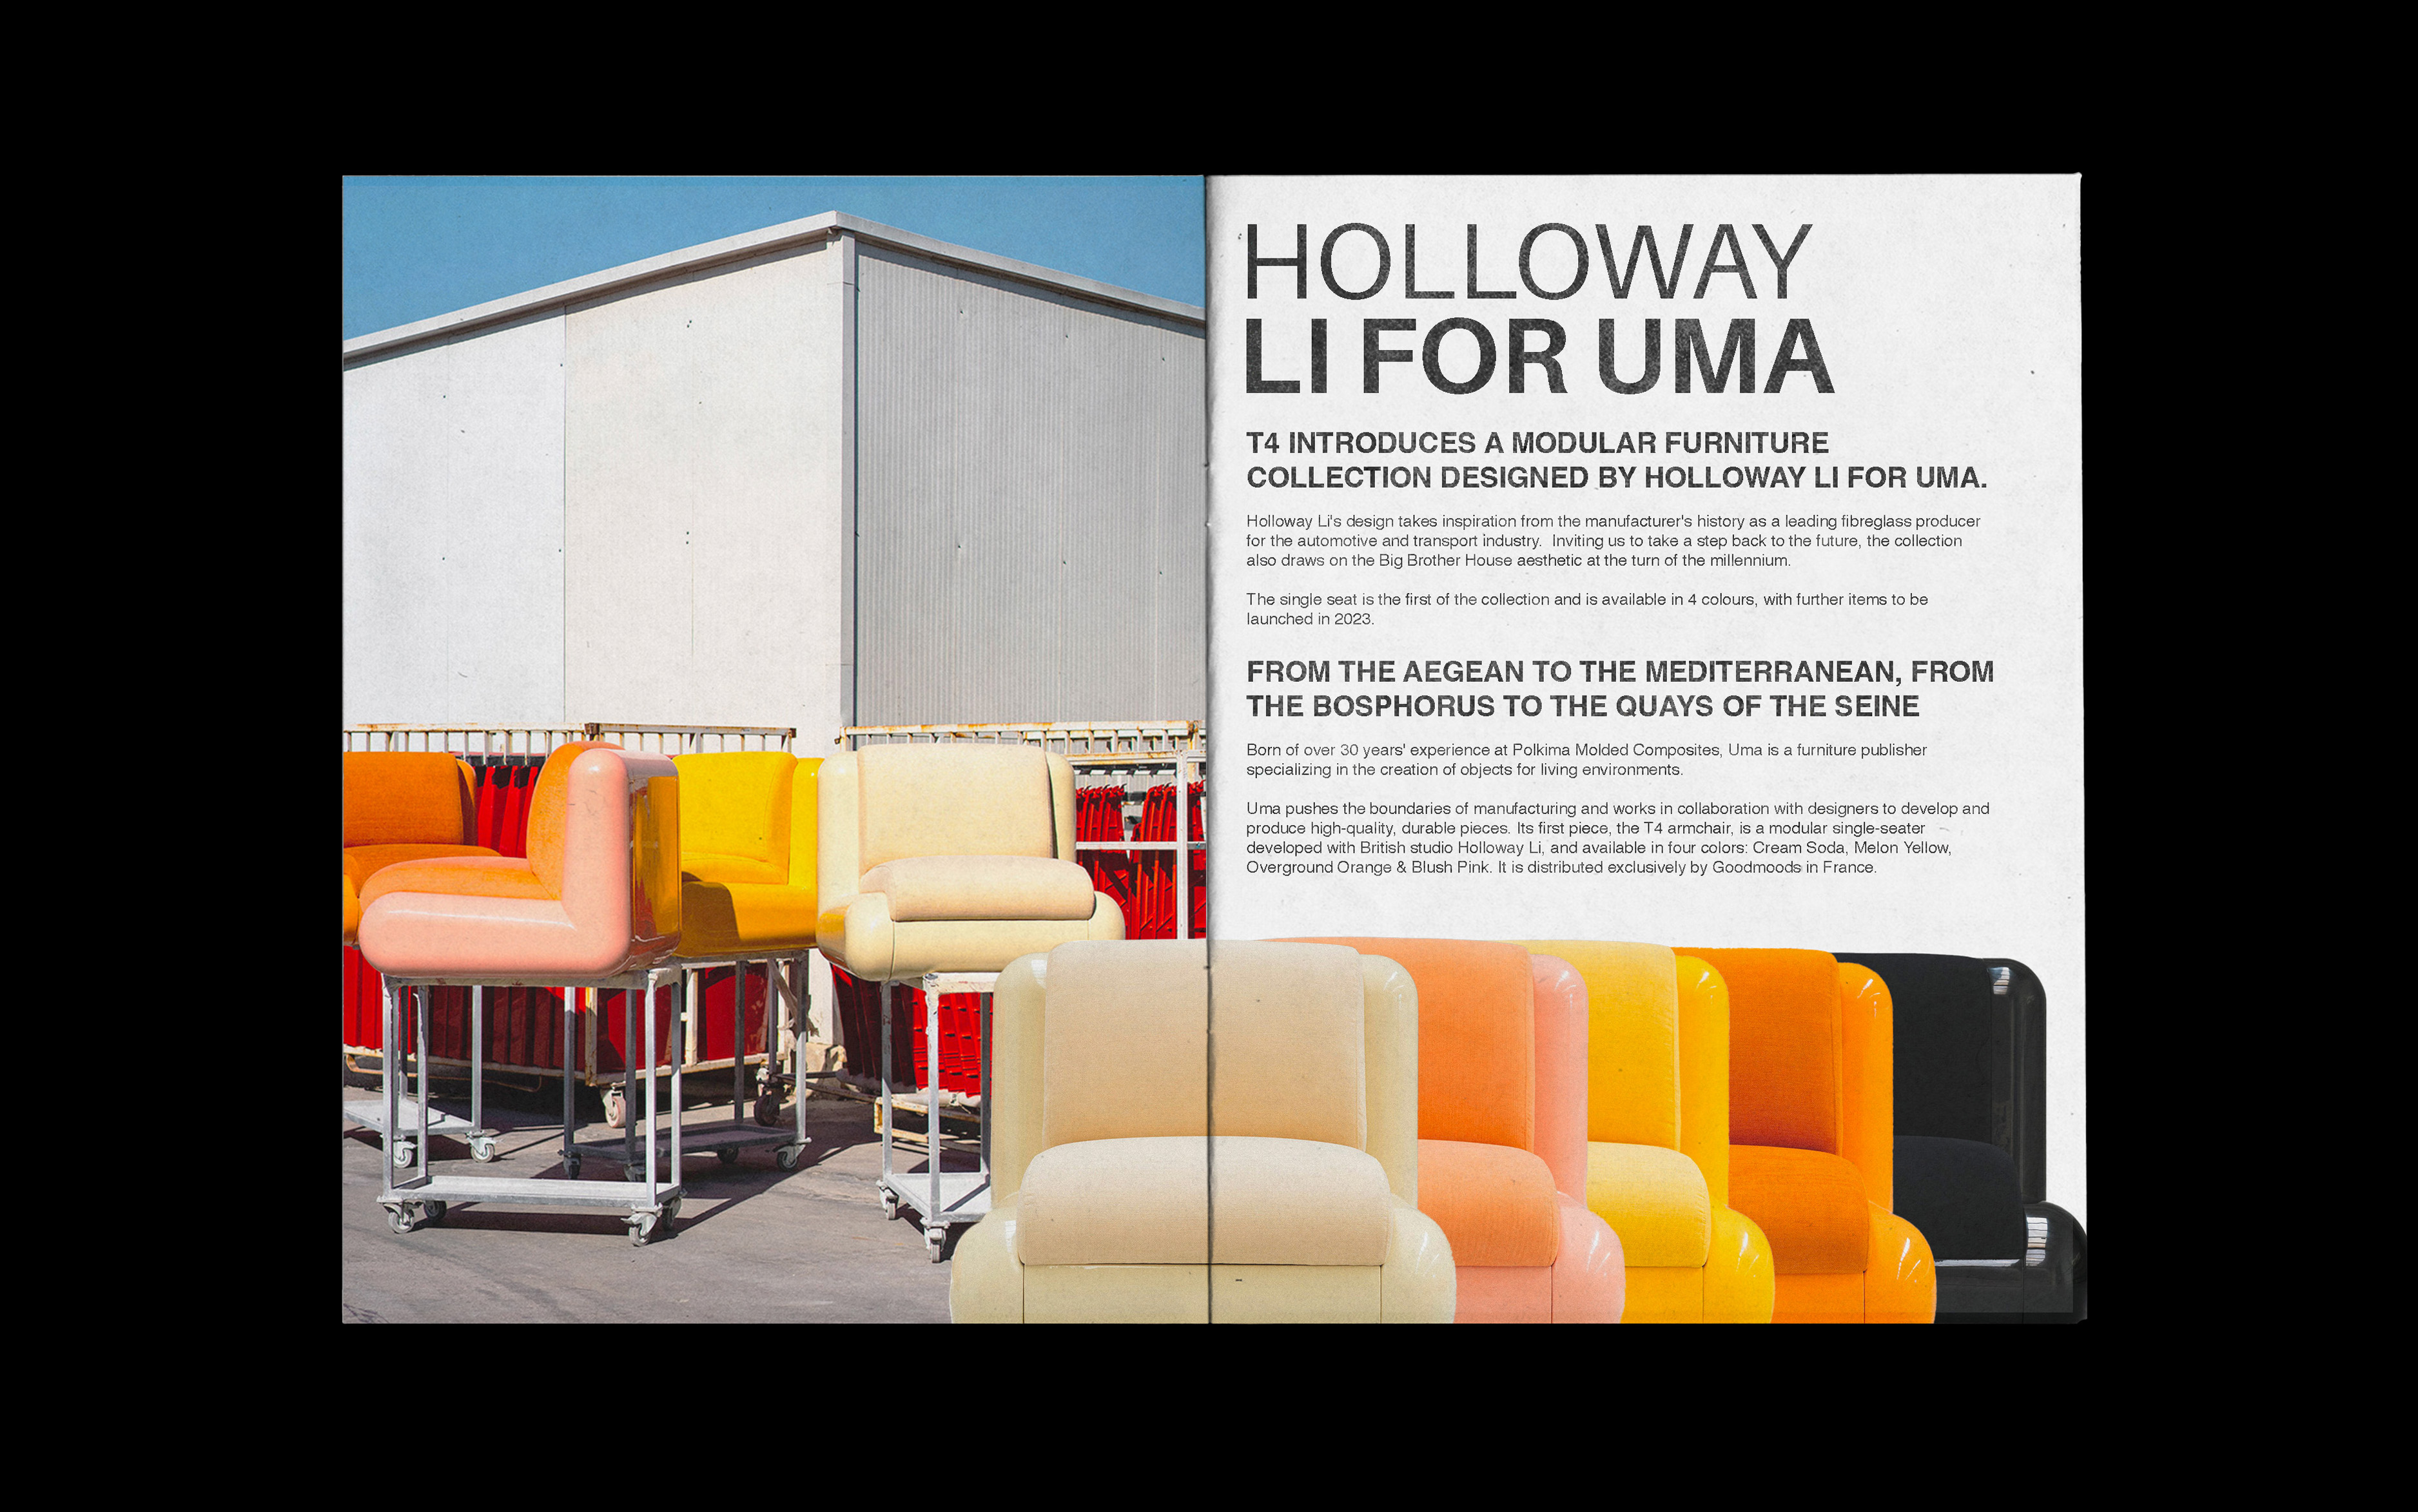 HOLLOWAY
LI FOR UMA
T4 INTRODUCES A MODULAR FURNITURE
COLLECTION DESIGNED BY HOLLOWAY LI FOR UMA.
Holloway Li's design takes inspiration from the manufacturer's history as a leading fibreglass producer
for the automotive and transport industry.  Inviting us to take a step back to the future, the collection
also draws on the Big Brother House aesthetic at the turn of the millennium.
The single seat is the first of the collection and is available in 4 colours, with further items to be
launched in 2023.
FROM THE AEGEAN TO THE MEDITERRANEAN, FROM
THE BOSPHORUS TO THE QUAYS OF THE SEINE
Born of over 30 years' experience at Polkima Molded Composites, Uma is a furniture publisher
specializing in the creation of objects for living environments.
Uma pushes the boundaries of manufacturing and works in collaboration with designers to develop and
produce high-quality, durable pieces. Its first piece, the T4 armchair, is a modular single-seater
developed with British studio Holloway Li, and available in four colors: Cream Soda, Melon Yellow,
Overground Orange & Blush Pink. It is distributed exclusively by Goodmoods in France.